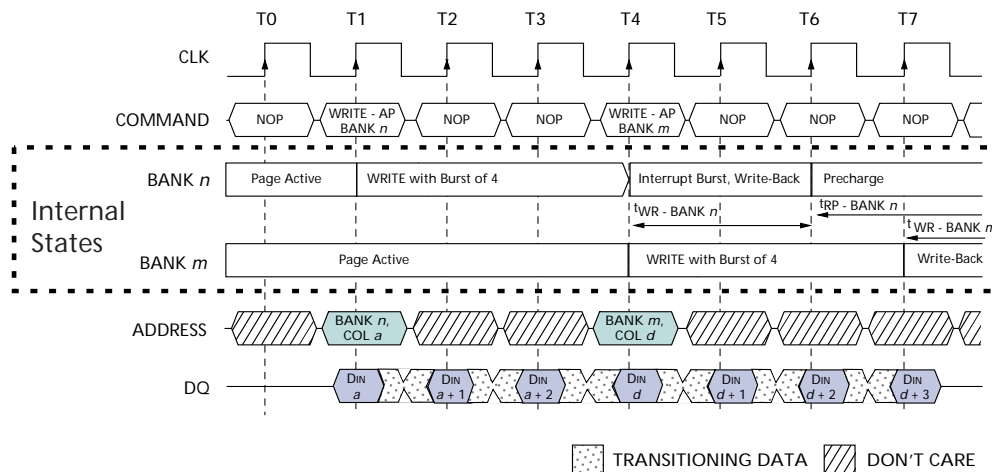 T0 T1 T2 T3 T4 T5 T6 T7
CLK
COMMAND NOP WRITE - AP BANK n NOP NOP WRITE - AP BANK m NOP NOP NOP
Internal States
BANK n Page Active WRITE with Burst of 4 Interrupt Burst, Write-Back Precharge
tWR - BANK n tRP - BANK n
tWR - BANK m
BANK m Page Active WRITE with Burst of 4 Write-Back
ADDRESS BANK n, COL a BANK m, COL d
DQ DIN a DIN a + 1 DIN a + 2 DIN d DIN d + 1 DIN d + 2 DIN d + 3
TRANSITIONING DATA DON'T CARE